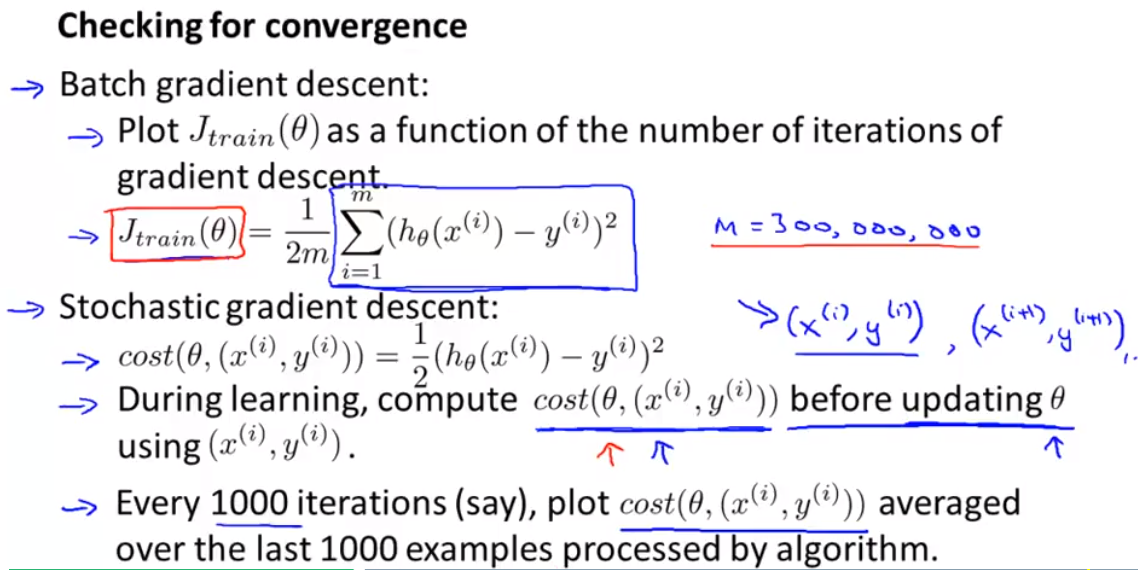 Checking for convergence
→ Batch gradient descent:
→ Plot J_train(θ) as a function of the number of iterations of
gradient descent.
→ J_train(θ) = 1/2m ∑_{i=1}^{m} (h_θ(x^(i)) − y^(i))²
M = 300,000,000
→ Stochastic gradient descent:
→ (x^(i), y^(i)), (x^(i+1), y^(i+1)), ..
→ cost(θ, (x^(i), y^(i))) = 1/2 (h_θ(x^(i)) − y^(i))²
→ During learning, compute cost(θ, (x^(i), y^(i))) before updating θ
using (x^(i), y^(i)).
→ Every 1000 iterations (say), plot cost(θ, (x^(i), y^(i))) averaged
over the last 1000 examples processed by algorithm.